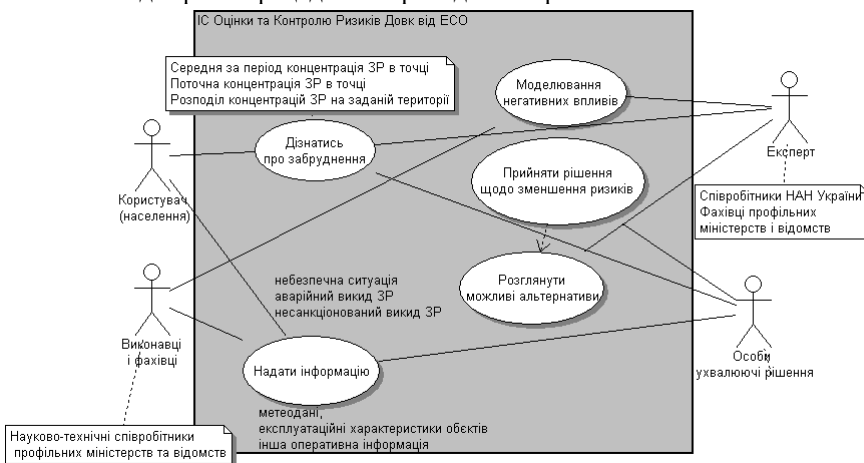 ІС Оцінки та Контролю Ризиків Довк від ЕСО
Середня за період концентрація ЗР в точці
Поточна концентрація ЗР в точці
Розподіл концентрацій ЗР на заданій території
Моделювання
негативних впливів
Дізнатись
про забруднення
Експерт
Прийняти рішення
щодо зменшення ризиків
Користувач
(населення)
Співробітники НАН України
Фахівці профільних
міністерств і відомств
небезпечна ситуація
аварійний викид ЗР
несанкціонований викид ЗР
Розглянути
можливі альтернативи
Виконавці
і фахівці
Особи
ухвалюючі рішення
Надати інформацію
метеодані,
експлуатаційні характеристики обєктів
інша оперативна інформація
Науково-технічні співробітники
профільних міністерств та відомств